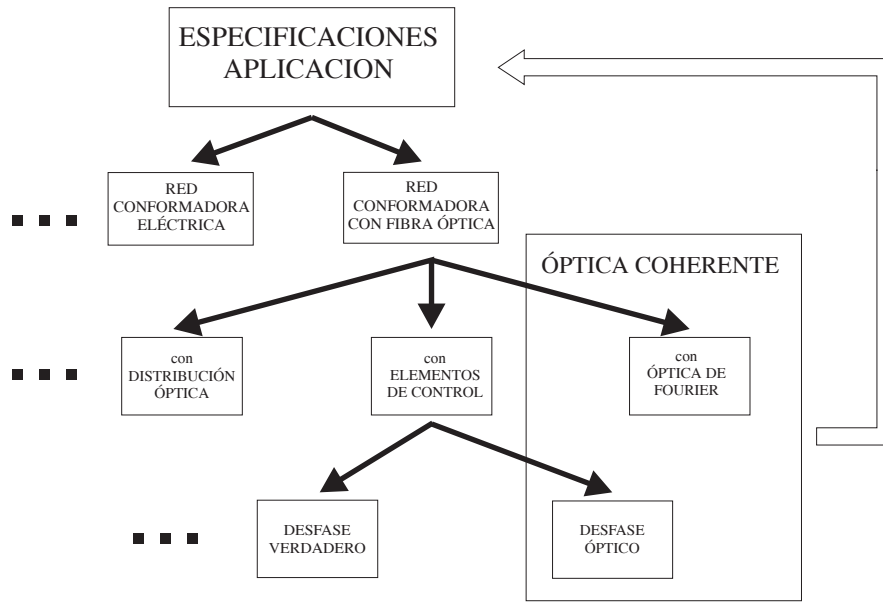 ESPECIFICACIONES
APLICACION
RED
CONFORMADORA
ELÉCTRICA
RED
CONFORMADORA
CON FIBRA ÓPTICA
ÓPTICA COHERENTE
con
DISTRIBUCIÓN
ÓPTICA
con
ELEMENTOS
DE CONTROL
con
ÓPTICA DE
FOURIER
DESFASE
VERDADERO
DESFASE
ÓPTICO